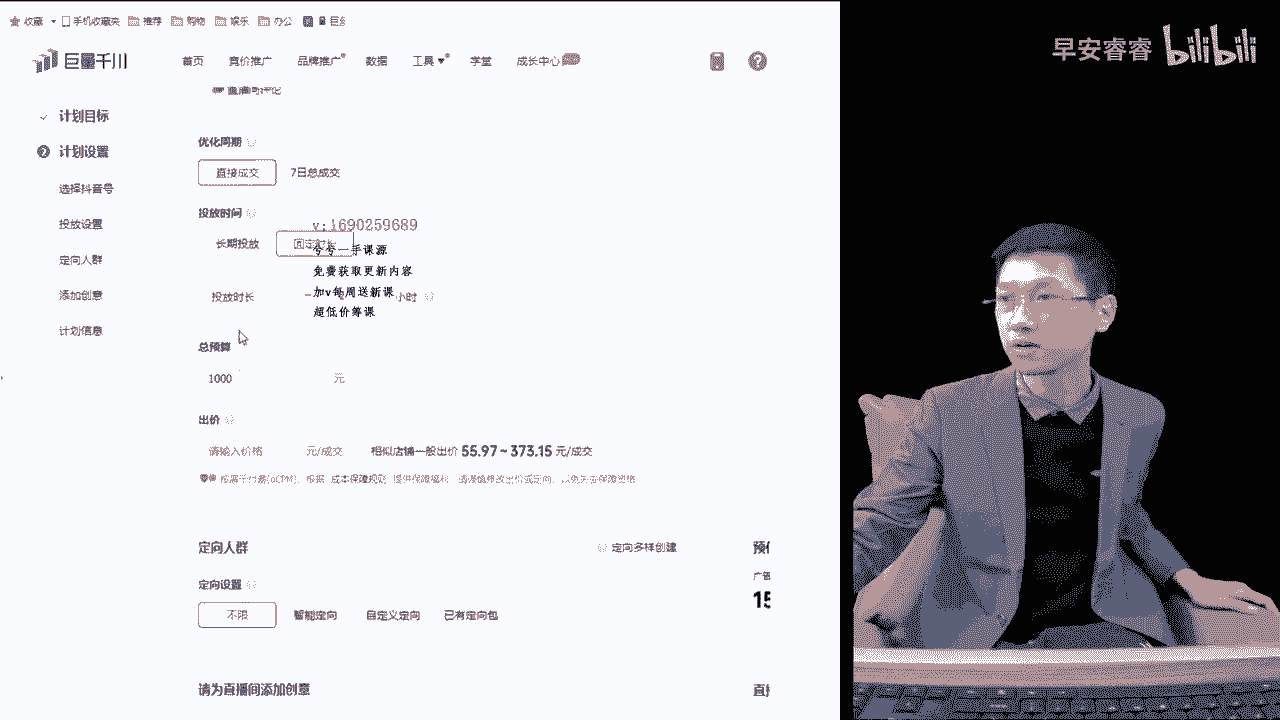 收藏 手机收藏夹 推荐 购物 娱乐 办公
巨量千川 首页 竞价推广 品牌推广 数据 工具 学堂 成长中心
早安睿睿 bilibili
计划目标
计划设置
选择抖音号
投放设置
定向人群
添加创意
计划信息
优化周期
直接成交 7日总成交
投放时间
长期投放 固定时长
v:1690259689
兮兮一手课源
免费获取更新内容
加v每周送新课
超低价筹课
投放时长 小时
总预算
1000 元
出价
请输入价格 元/成交 相似店铺一般出价 55.97~373.15 元/成交
定向人群 定向多样创建
定向设置
不限 智能定向 自定义定向 已有定向包
请为直播间添加创意
15